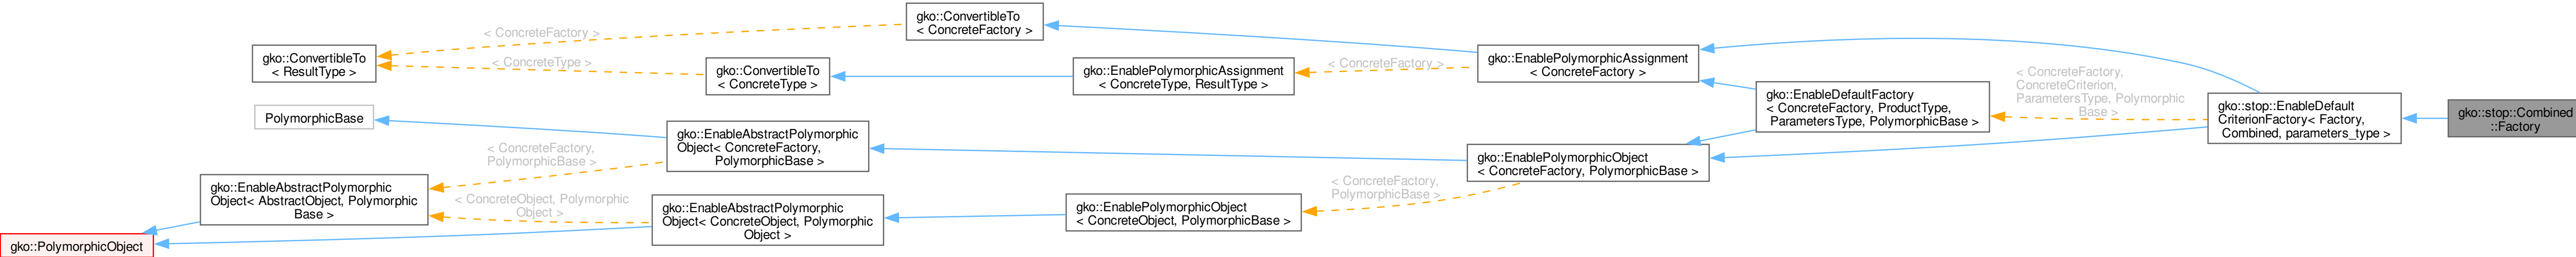 gko::ConvertibleTo
< ResultType >
PolymorphicBase
gko::EnableAbstractPolymorphic
Object< AbstractObject, Polymorphic
Base >
gko::PolymorphicObject
< ConcreteFactory >
< ConcreteType >
< ConcreteFactory,
PolymorphicBase >
< ConcreteObject, Polymorphic
Object >
gko::ConvertibleTo
< ConcreteFactory >
gko::ConvertibleTo
< ConcreteType >
gko::EnableAbstractPolymorphic
Object< ConcreteFactory,
PolymorphicBase >
gko::EnableAbstractPolymorphic
Object< ConcreteObject, Polymorphic
Object >
gko::EnablePolymorphicAssignment
< ConcreteType, ResultType >
gko::EnablePolymorphicObject
< ConcreteObject, PolymorphicBase >
< ConcreteFactory >
< ConcreteFactory,
PolymorphicBase >
gko::EnablePolymorphicAssignment
< ConcreteFactory >
gko::EnablePolymorphicObject
< ConcreteFactory, PolymorphicBase >
gko::EnableDefaultFactory
< ConcreteFactory, ProductType,
ParametersType, PolymorphicBase >
< ConcreteFactory,
ConcreteCriterion,
ParametersType, Polymorphic
Base >
gko::stop::EnableDefault
CriterionFactory< Factory,
Combined, parameters_type >
gko::stop::Combined
::Factory